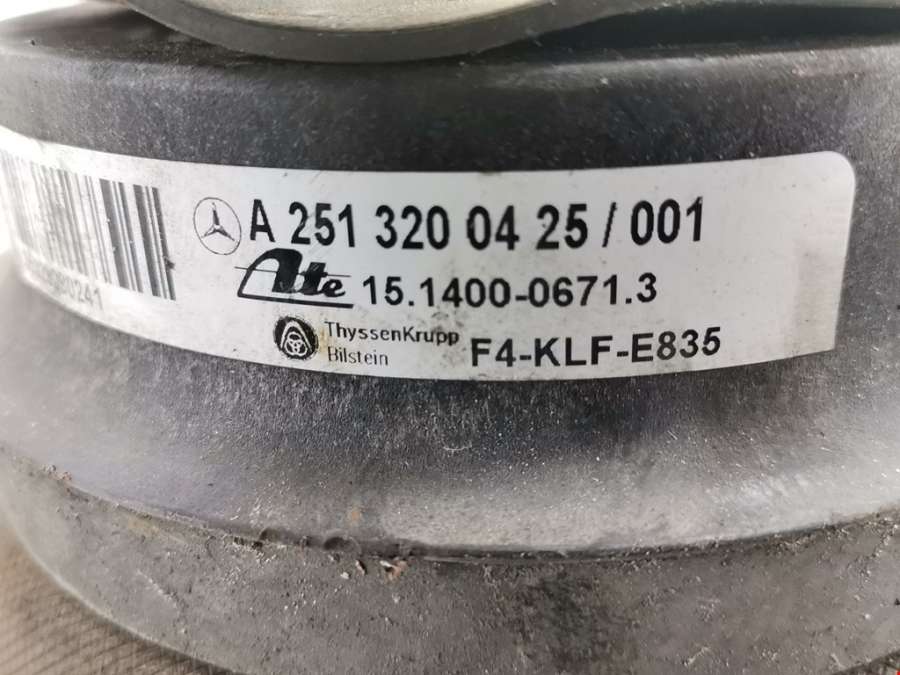 A 251 320 04 25 / 001
Ate 15.1400-0671.3
ThyssenKrupp
Bilstein F4-KLF-E835